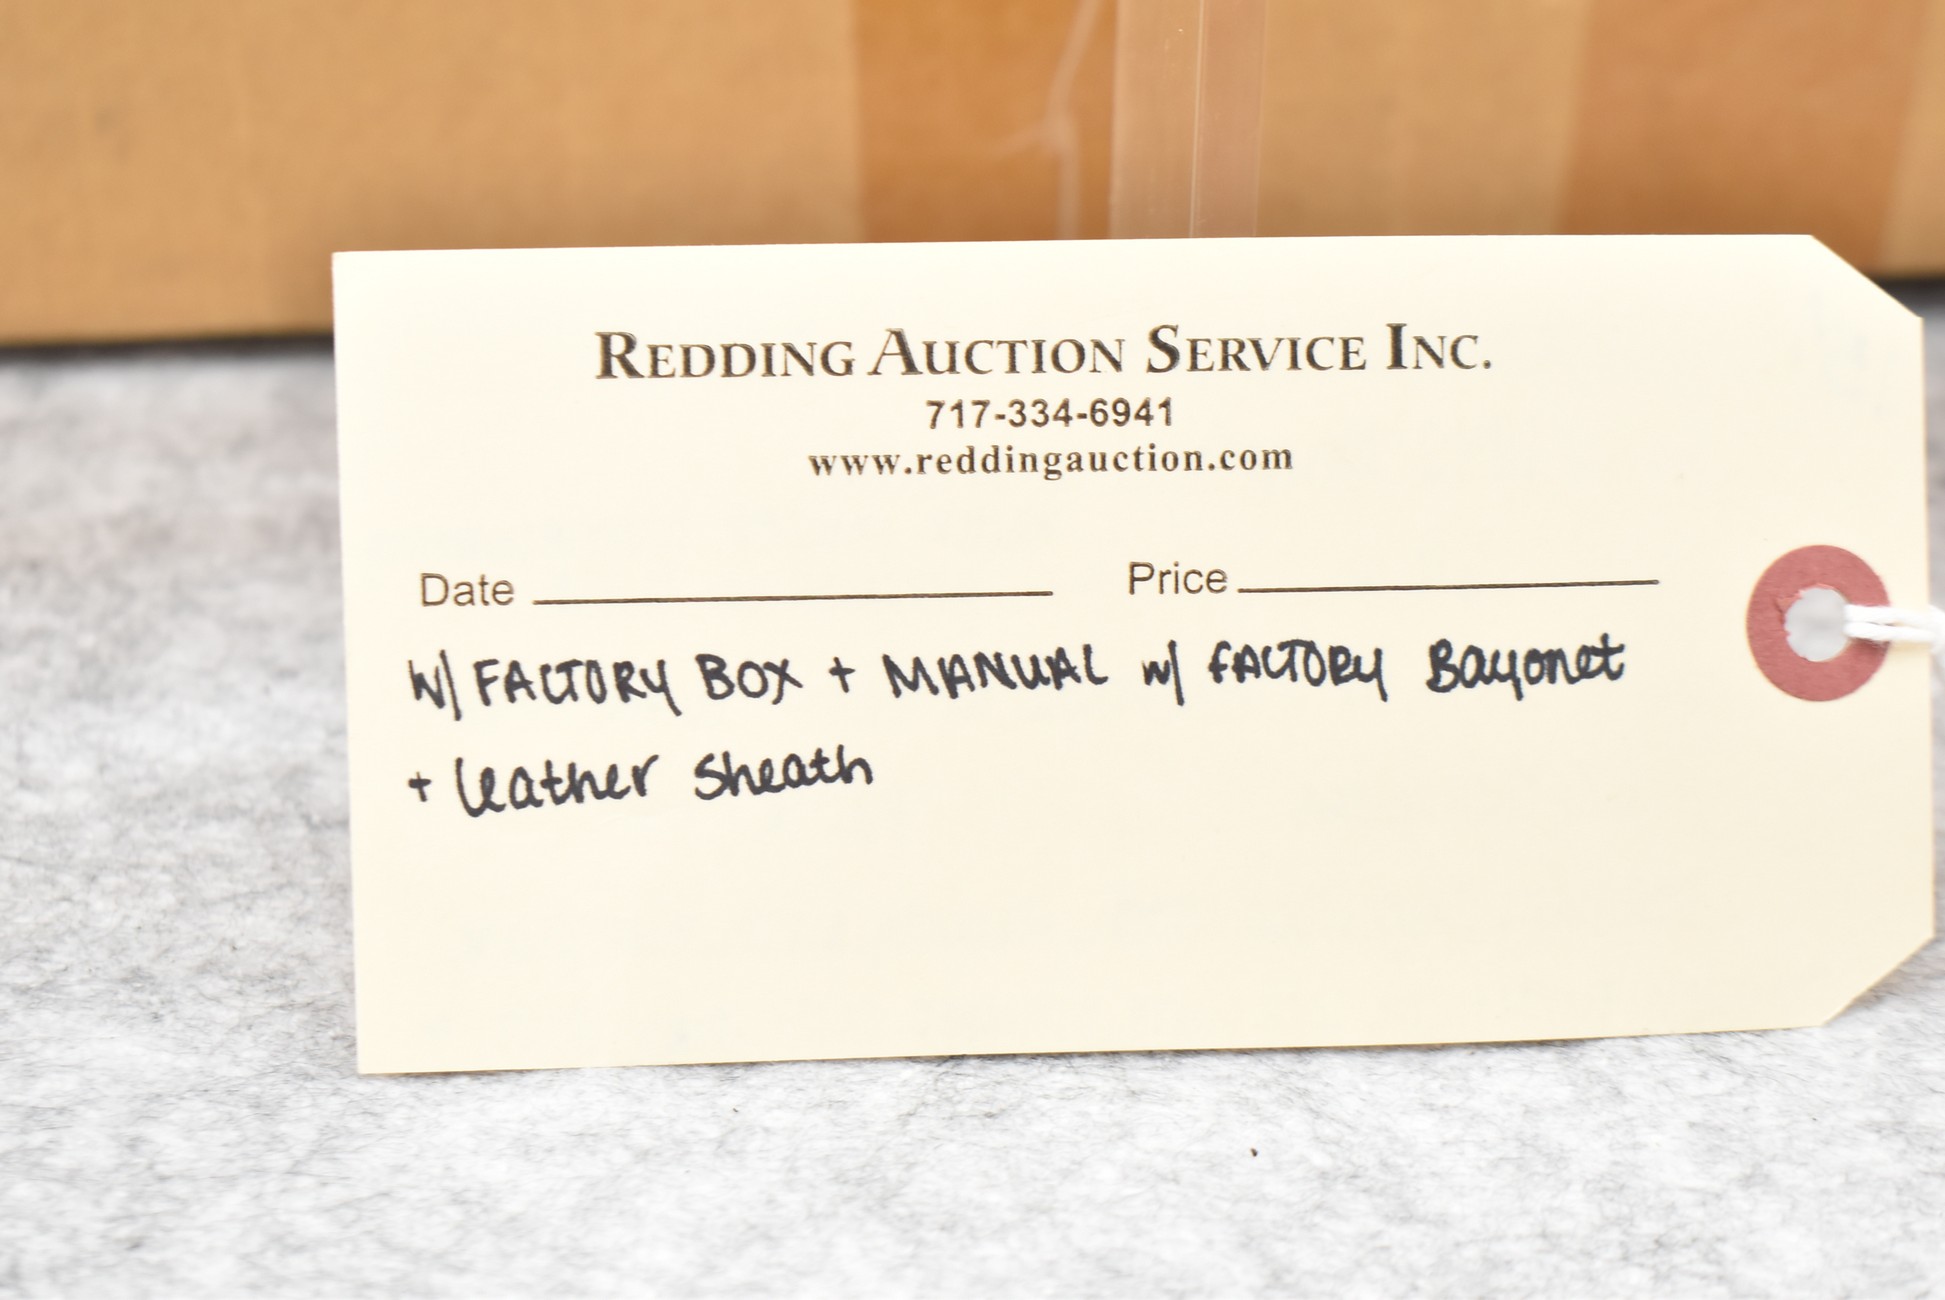 REDDING AUCTION SERVICE INC.
717-334-6941
www.reddingauction.com
Date Price
W/ FACTORY BOX + MANUAL w/ FACTORY Bayonet
+ leather sheath